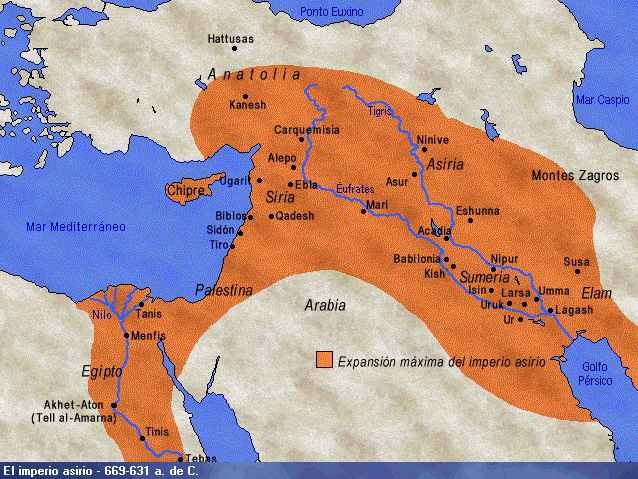 Ponto Euxino
Hattusas
Anatolia
Kanesh
Mar Caspio
Tigris
Carquemisia
Ninive
Alepo
Asiria
Montes Zagros
Ugarit
Ebla
Asur
Chipre
Siria
Éufrates
Mari
Eshunna
Biblos
Qadesh
Mar Mediterráneo
Sidón
Acadia
Tiro
Babilonia
Nipur
Susa
Kish
Sumeria
Palestina
Isin
Larsa
Umma
Elam
Arabia
Uruk
Lagash
Nilo
Tanis
Ur
Menfis
Expansión máxima del imperio asirio
Golfo
Pérsico
Egipto
Akhet-Aton
(Tell al-Amarna)
Tinis
Tebas
El imperio asirio - 669-631 a. de C.